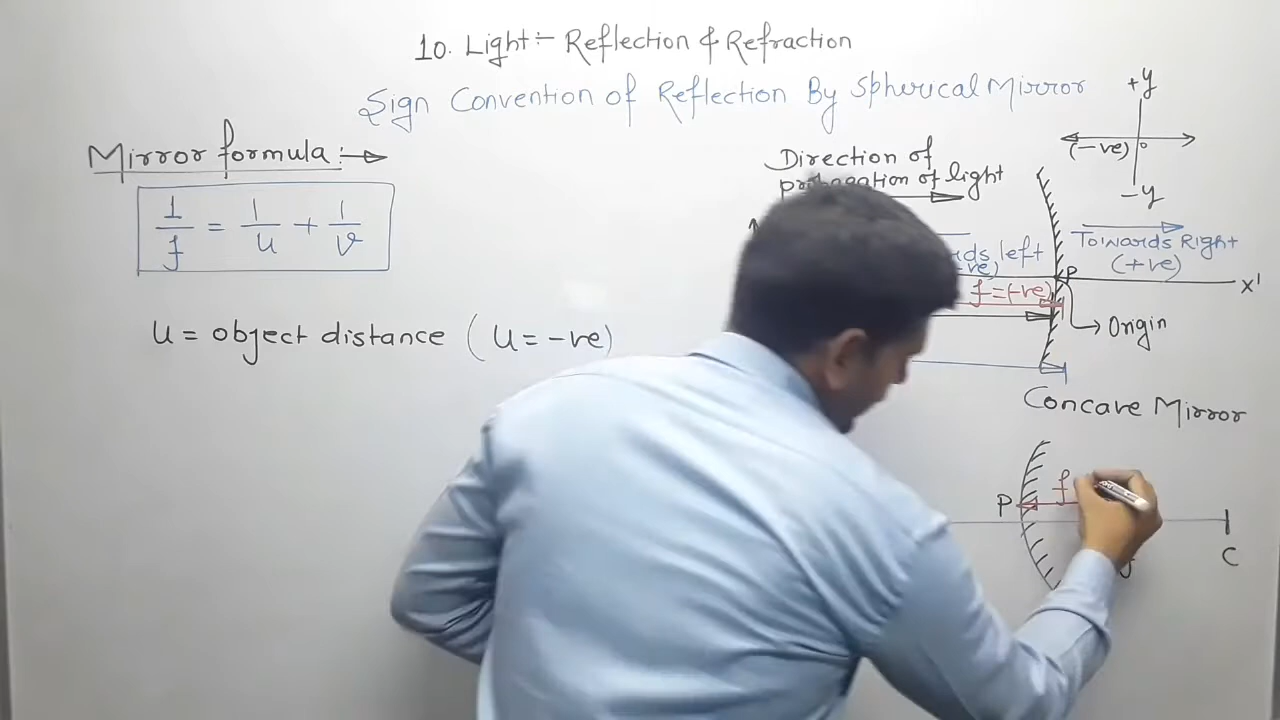 10. Light:- Reflection & Refraction
Sign Convention of Reflection By Spherical Mirror
Mirror formula:→
1/f = 1/u + 1/v
u = object distance (u = -ve)
+y
(-ve) o
-y
Direction of
propagation of light
left
Towards Right
(+ve)
P
x'
f=(-ve)
Origin
Concave Mirror
P
f
C